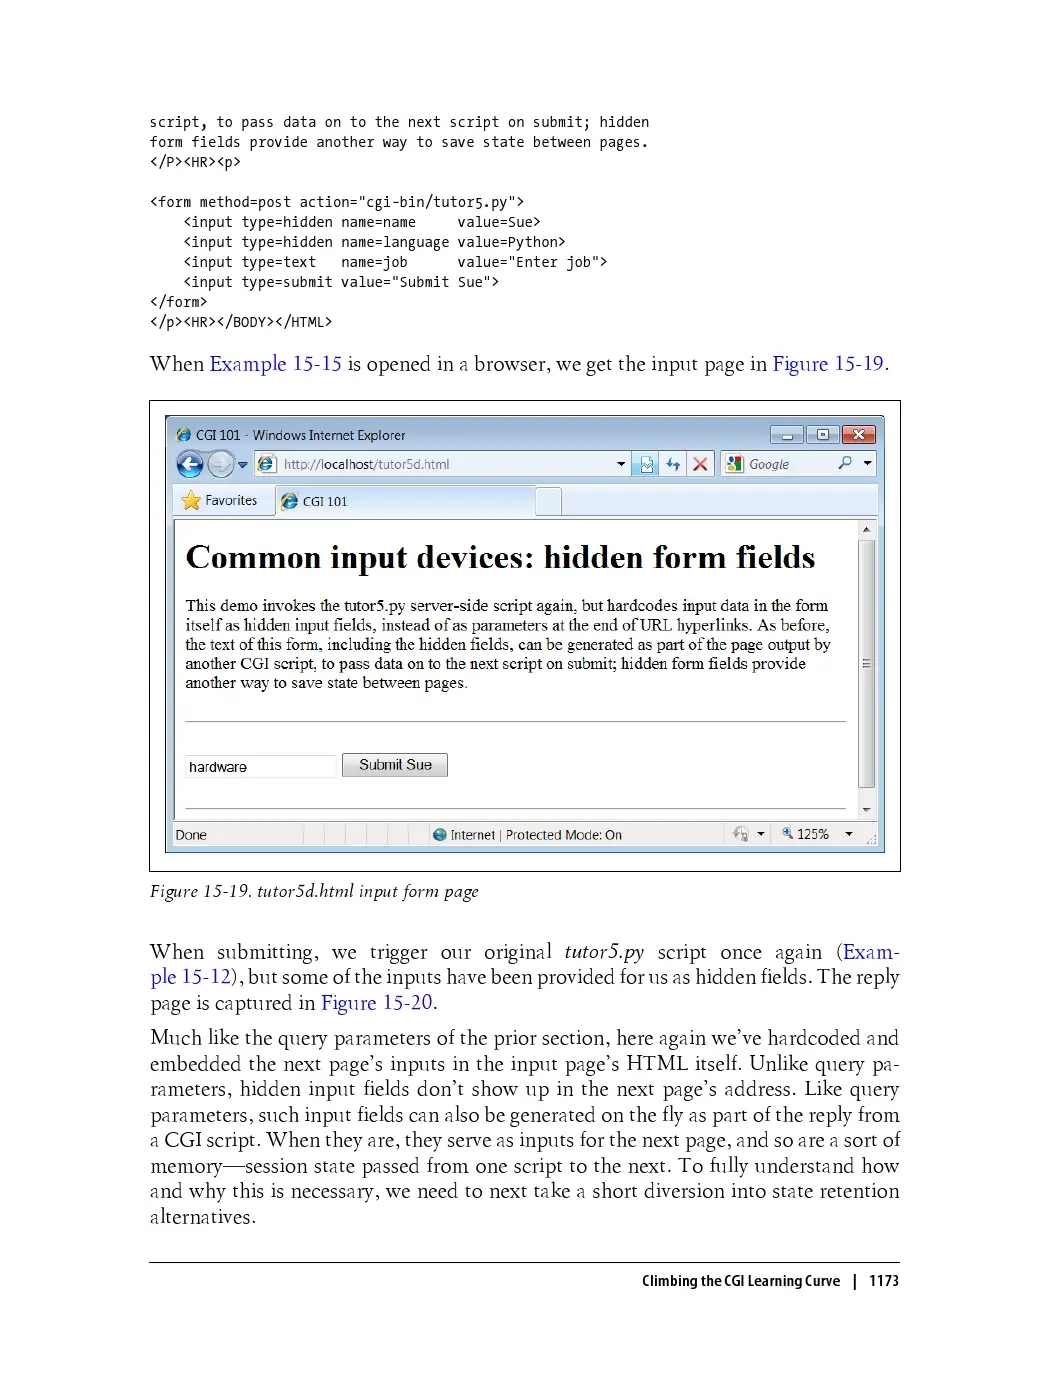 script, to pass data on to the next script on submit; hidden
form fields provide another way to save state between pages.
</P><HR><p>
<form method=post action="cgi-bin/tutor5.py">
    <input type=hidden name=name     value=Sue>
    <input type=hidden name=language value=Python>
    <input type=text   name=job      value="Enter job">
    <input type=submit value="Submit Sue">
</form>
</p><HR></BODY></HTML>
When Example 15-15 is opened in a browser, we get the input page in Figure 15-19.
CGI 101 - Windows Internet Explorer
http://localhost/tutor5d.html
Google
Favorites
CGI 101
Common input devices: hidden form fields
This demo invokes the tutor5.py server-side script again, but hardcodes input data in the form
itself as hidden input fields, instead of as parameters at the end of URL hyperlinks. As before,
the text of this form, including the hidden fields, can be generated as part of the page output by
another CGI script, to pass data on to the next script on submit; hidden form fields provide
another way to save state between pages.
hardware
Submit Sue
Done
Internet | Protected Mode: On
125%
Figure 15-19. tutor5d.html input form page
When submitting, we trigger our original tutor5.py script once again (Exam-
ple 15-12), but some of the inputs have been provided for us as hidden fields. The reply
page is captured in Figure 15-20.
Much like the query parameters of the prior section, here again we've hardcoded and
embedded the next page's inputs in the input page's HTML itself. Unlike query pa-
rameters, hidden input fields don't show up in the next page's address. Like query
parameters, such input fields can also be generated on the fly as part of the reply from
a CGI script. When they are, they serve as inputs for the next page, and so are a sort of
memory—session state passed from one script to the next. To fully understand how
and why this is necessary, we need to next take a short diversion into state retention
alternatives.
Climbing the CGI Learning Curve | 1173